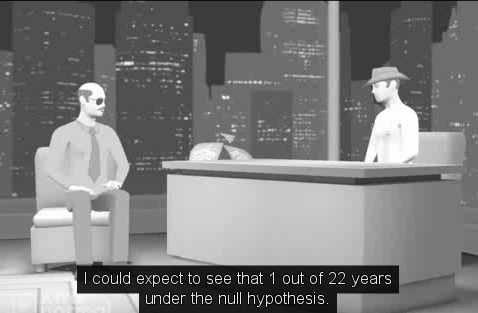 I could expect to see that 1 out of 22 years
under the null hypothesis.